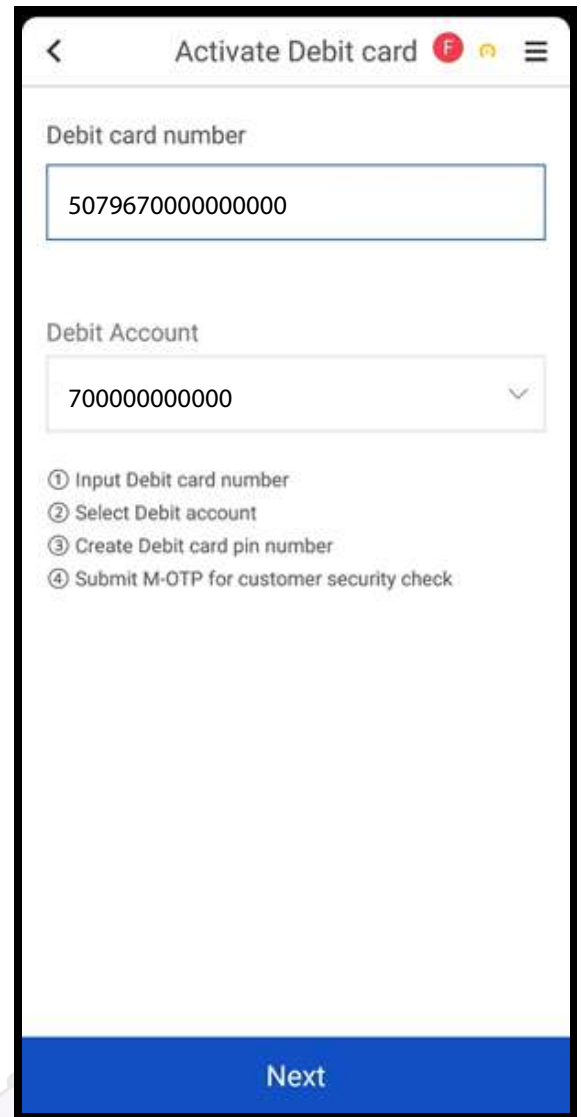 Activate Debit card F
Debit card number
5079670000000000
Debit Account
700000000000
① Input Debit card number
② Select Debit account
③ Create Debit card pin number
④ Submit M-OTP for customer security check
Next